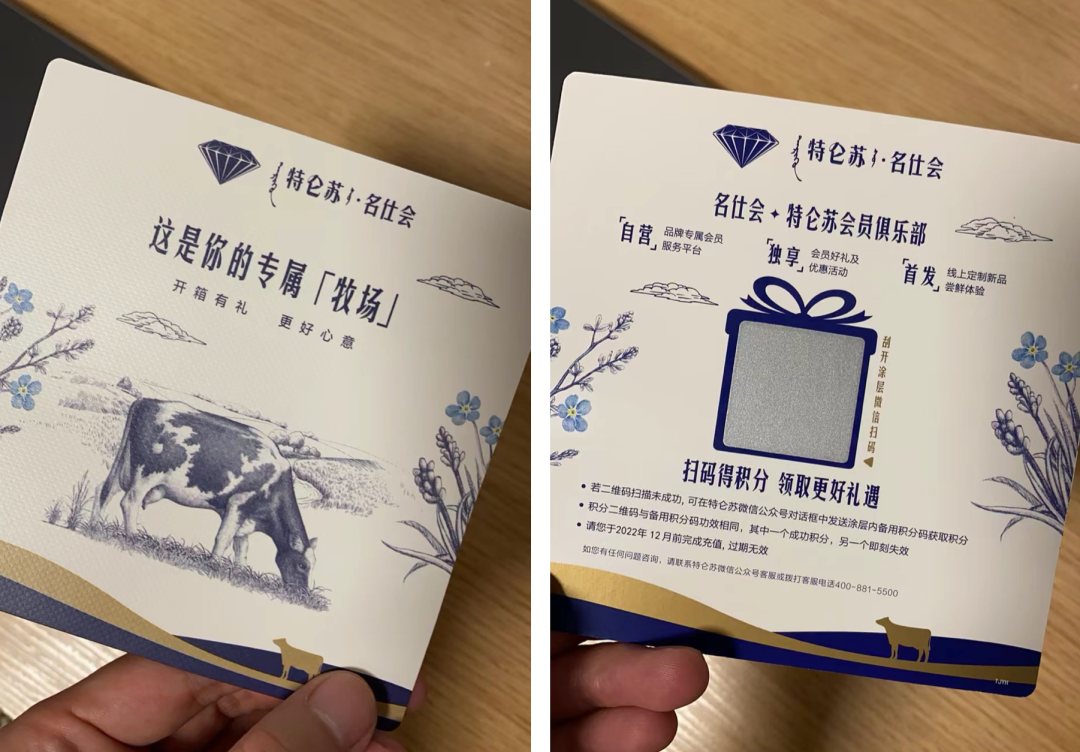 特仑苏·名仕会
这是你的专属「牧场」
开箱有礼 更好心意
特仑苏·名仕会
名仕会✦特仑苏会员俱乐部
「自营」品牌专属会员
服务平台
「独享」会员好礼及
优惠活动
「首发」线上定制新品
尝鲜体验
刮开涂层微信扫码
扫码得积分 领取更好礼遇
• 若二维码扫描未成功, 可在特仑苏微信公众号对话框中发送涂层内备用积分码获取积分
• 积分二维码与备用积分码功效相同，其中一个成功积分，另一个即刻失效
• 请您于2022年 12 月前完成充值, 过期无效
如您有任何问题咨询，请联系特仑苏微信公众号客服或拨打客服电话400-881-5500